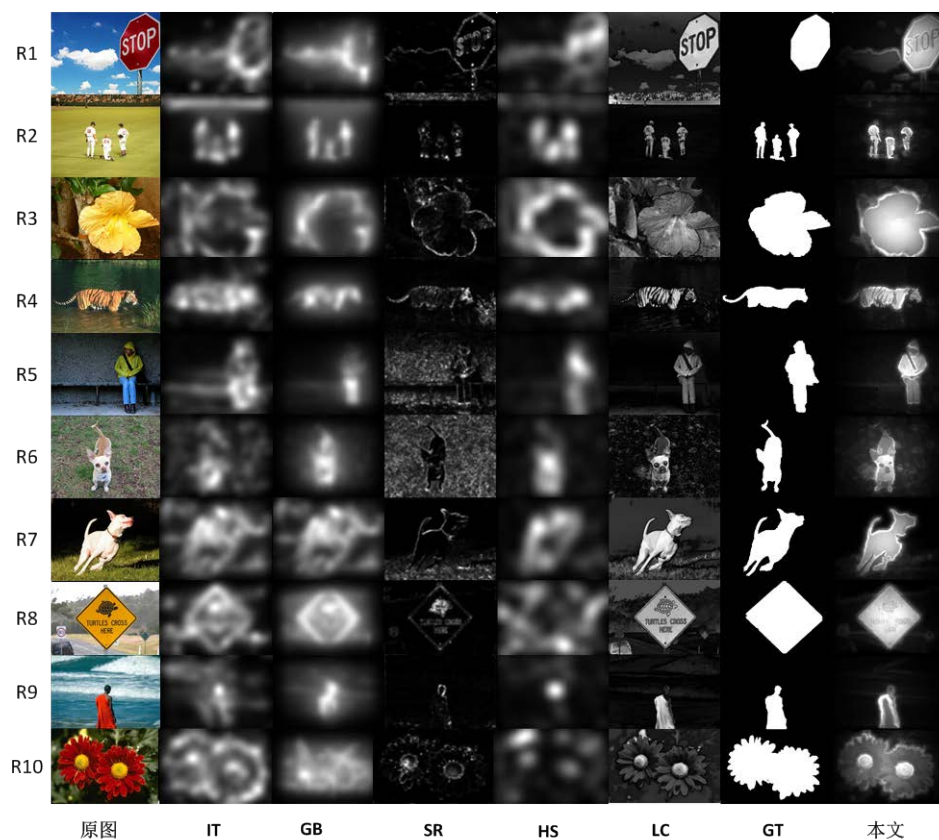 R1
STOP
R2
R3
R4
R5
R6
R7
R8
TURTLES CROSS
HERE
R9
R10
原图 IT GB SR HS LC GT 本文